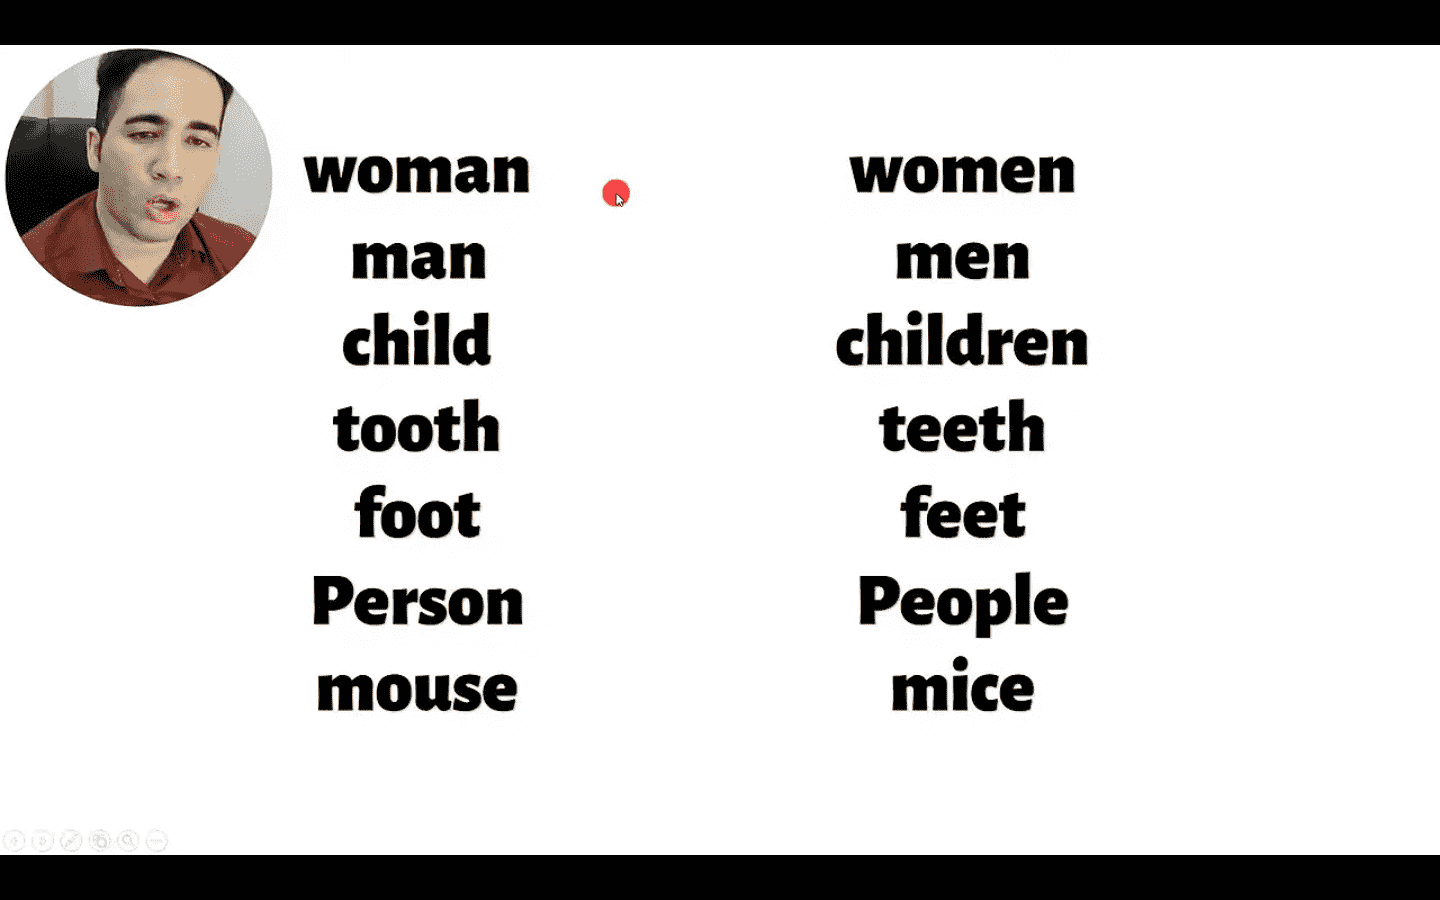 woman women
man men
child children
tooth teeth
foot feet
Person People
mouse mice